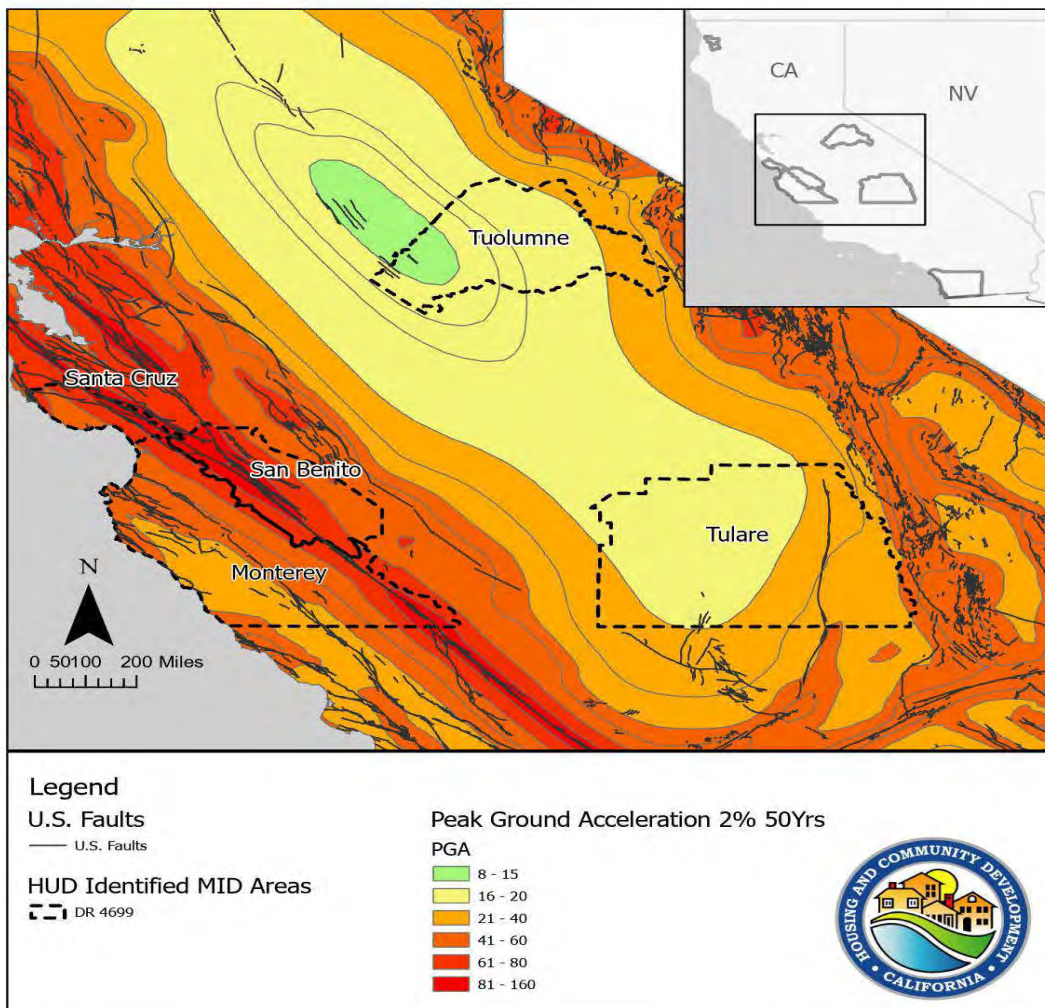 CA
NV
Tuolumne
Santa Cruz
San Benito
Tulare
Monterey
N
0 50100 200 Miles
Legend
U.S. Faults
U.S. Faults
HUD Identified MID Areas
DR 4699
Peak Ground Acceleration 2% 50Yrs
PGA
8 - 15
16 - 20
21 - 40
41 - 60
61 - 80
81 - 160
HOUSING AND COMMUNITY DEVELOPMENT
CALIFORNIA